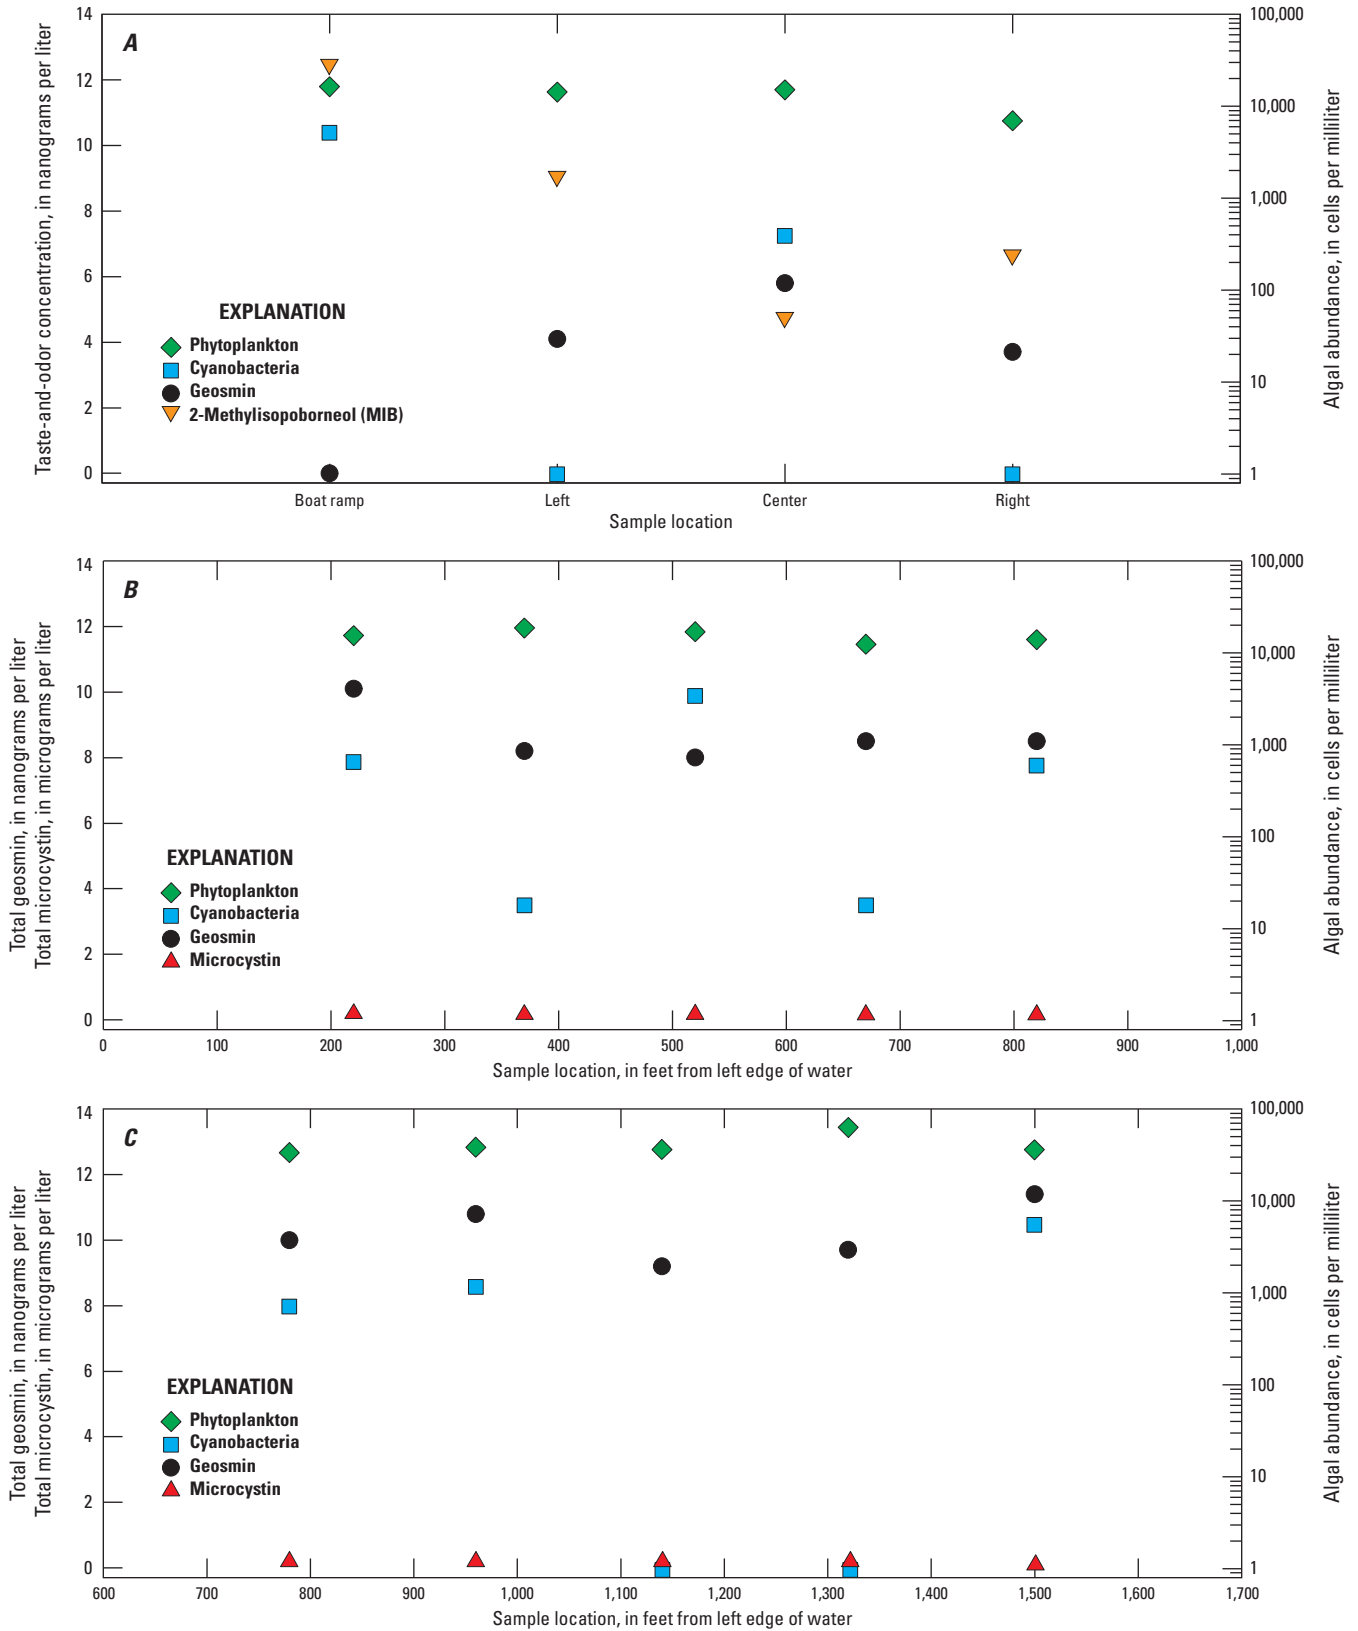 A
Taste-and-odor concentration, in nanograms per liter
14
12
10
8
6
4
2
0
100,000
10,000
1,000
100
10
1
Algal abundance, in cells per milliliter
EXPLANATION
Phytoplankton
Cyanobacteria
Geosmin
2-Methylisopoborneol (MIB)
Boat ramp
Left
Center
Right
Sample location
B
Total geosmin, in nanograms per liter
Total microcystin, in micrograms per liter
14
12
10
8
6
4
2
0
100,000
10,000
1,000
100
10
1
Algal abundance, in cells per milliliter
EXPLANATION
Phytoplankton
Cyanobacteria
Geosmin
Microcystin
0
100
200
300
400
500
600
700
800
900
1,000
Sample location, in feet from left edge of water
C
Total geosmin, in nanograms per liter
Total microcystin, in micrograms per liter
14
12
10
8
6
4
2
0
100,000
10,000
1,000
100
10
1
Algal abundance, in cells per milliliter
EXPLANATION
Phytoplankton
Cyanobacteria
Geosmin
Microcystin
600
700
800
900
1,000
1,100
1,200
1,300
1,400
1,500
1,600
1,700
Sample location, in feet from left edge of water